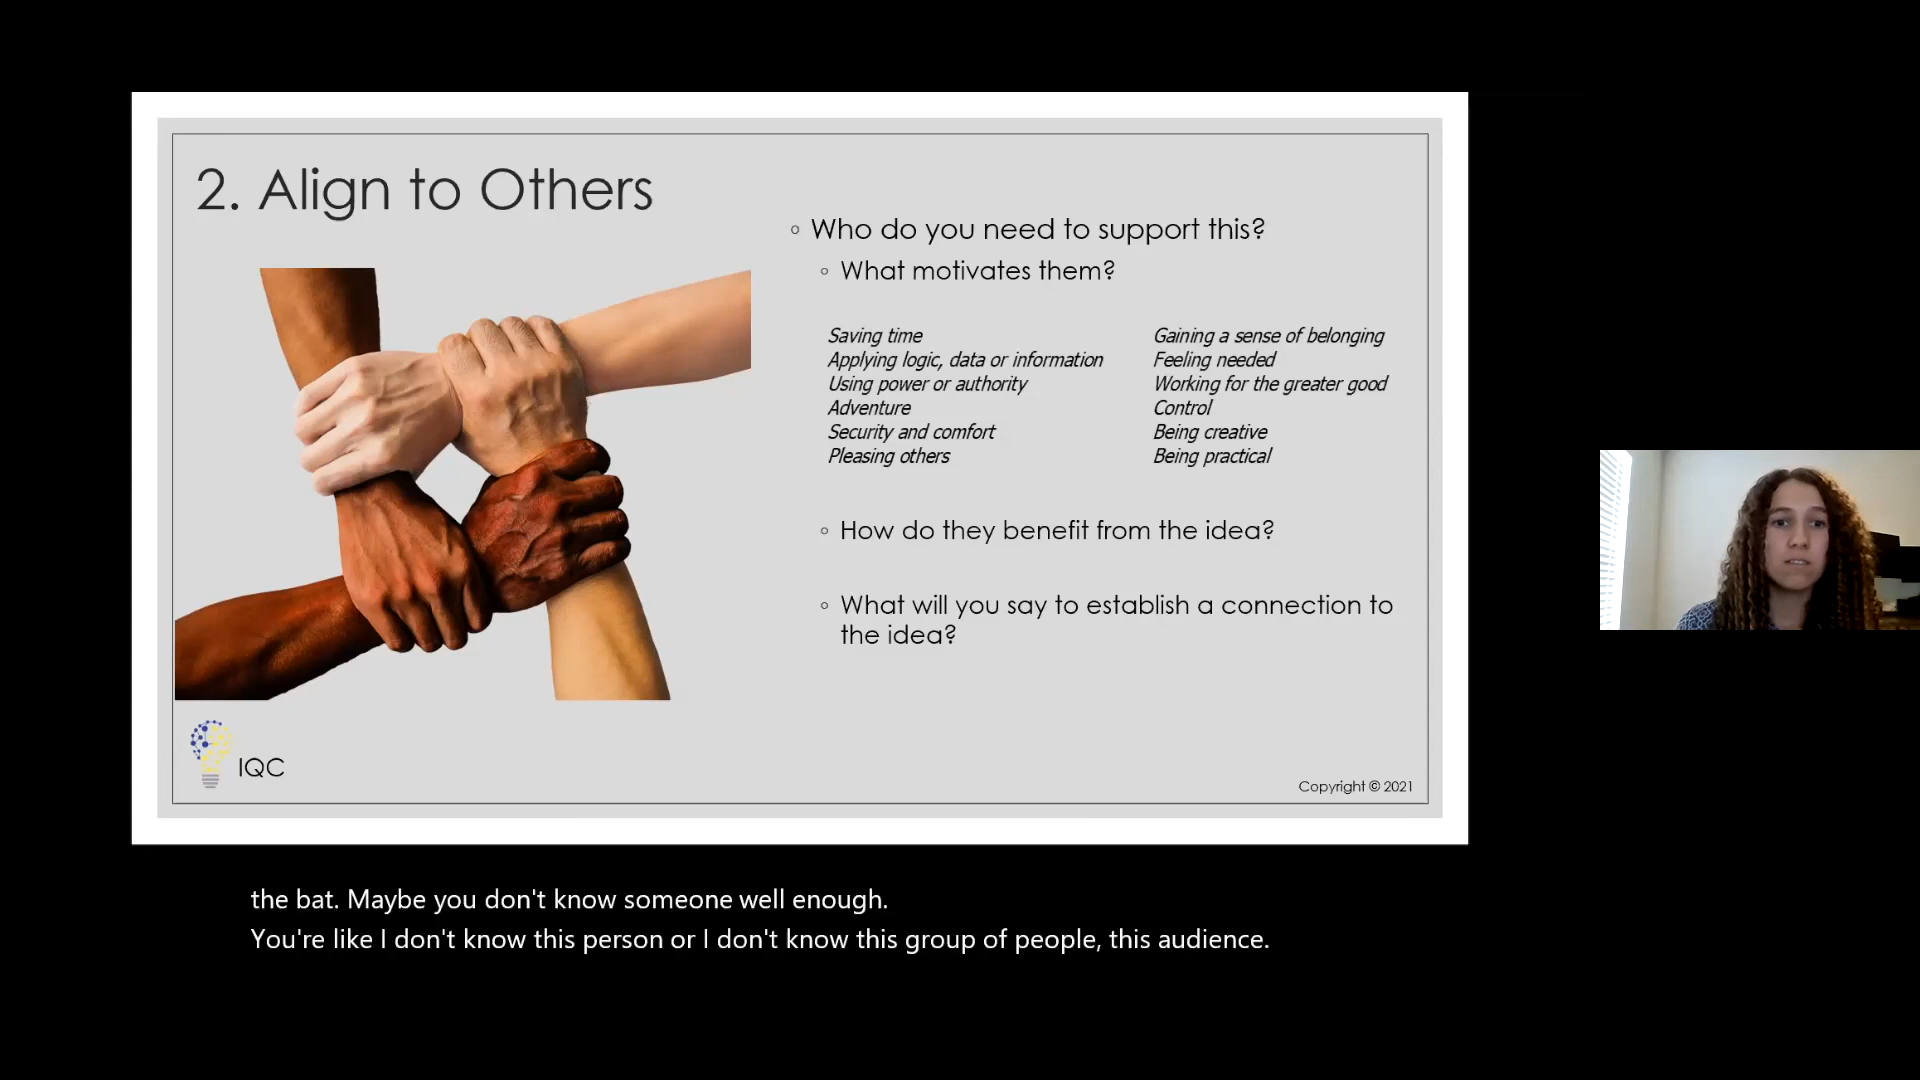 2. Align to Others
◦ Who do you need to support this?
◦ What motivates them?
Saving time
Applying logic, data or information
Using power or authority
Adventure
Security and comfort
Pleasing others
Gaining a sense of belonging
Feeling needed
Working for the greater good
Control
Being creative
Being practical
◦ How do they benefit from the idea?
◦ What will you say to establish a connection to
the idea?
IQC
Copyright © 2021
the bat. Maybe you don't know someone well enough.
You're like I don't know this person or I don't know this group of people, this audience.